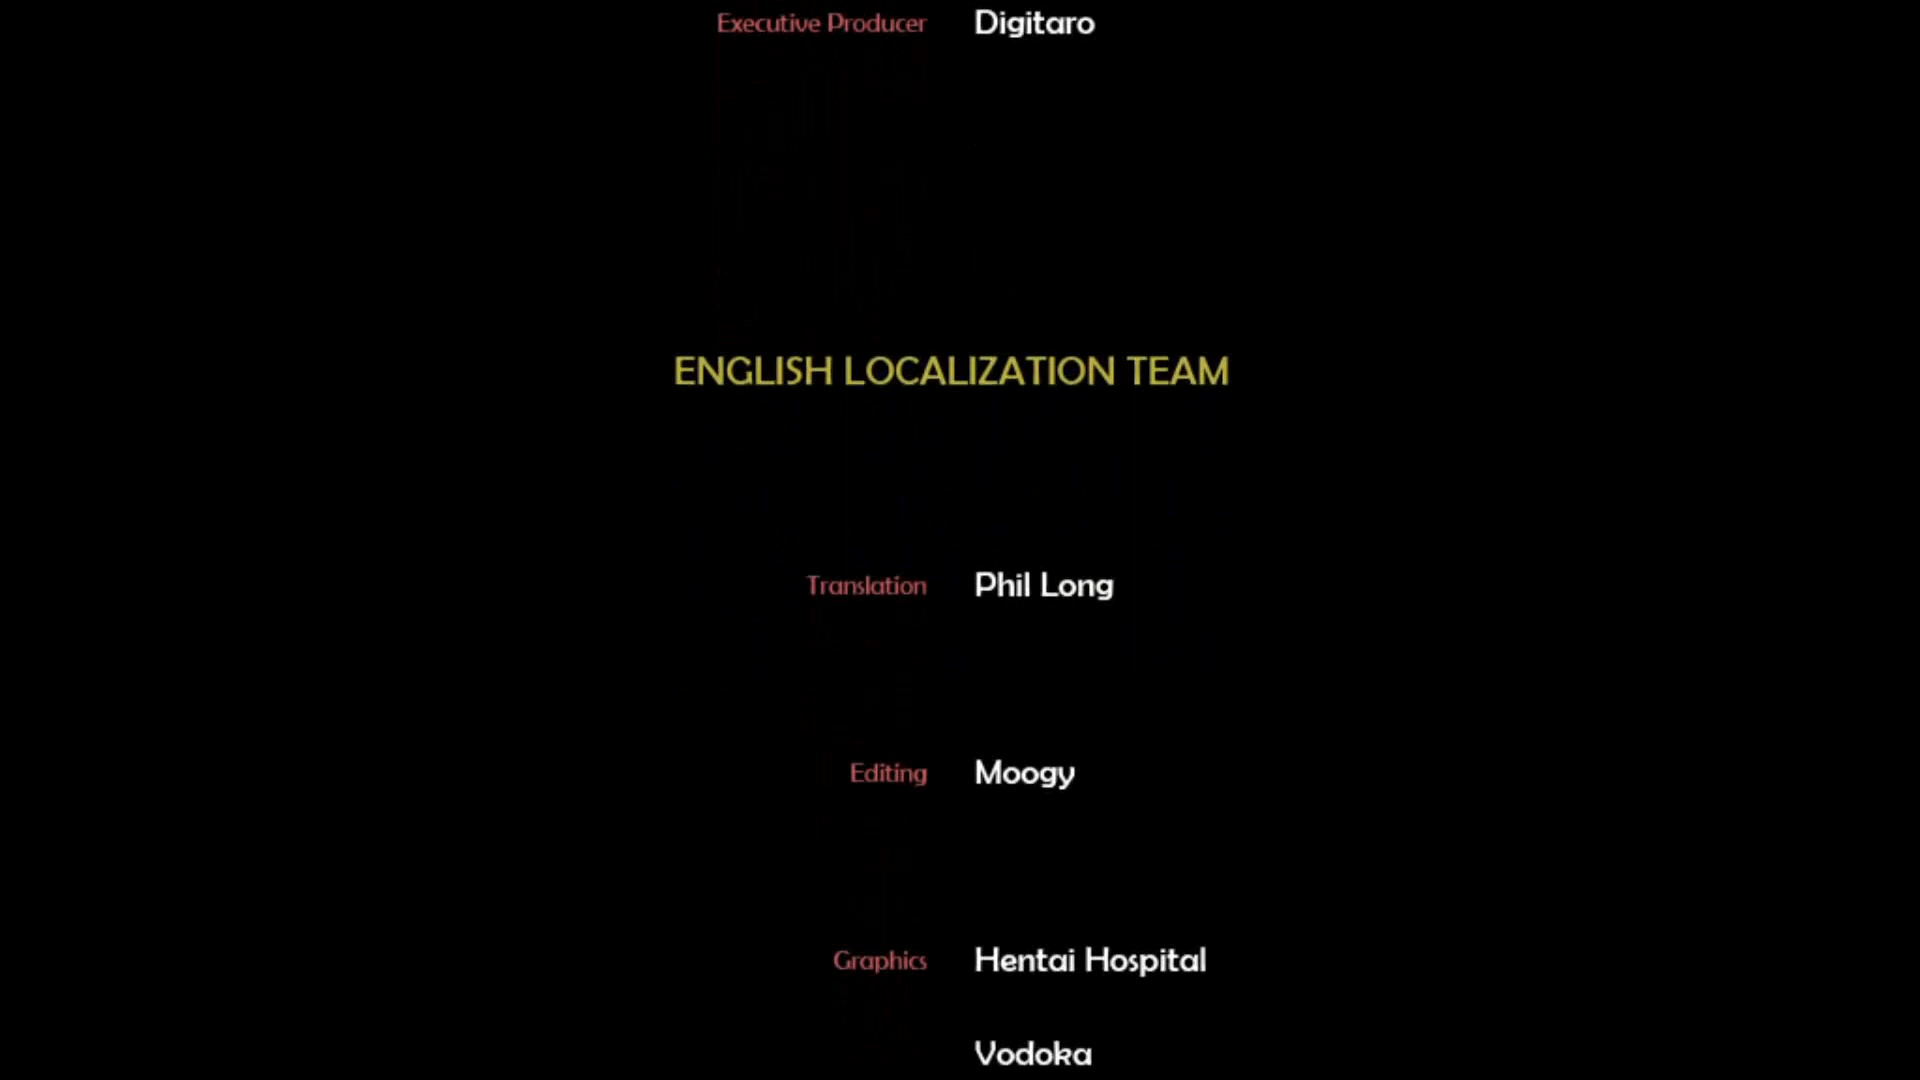 Executive Producer Digitaro
ENGLISH LOCALIZATION TEAM
Translation Phil Long
Editing Moogy
Graphics Hentai Hospital
Vodoka